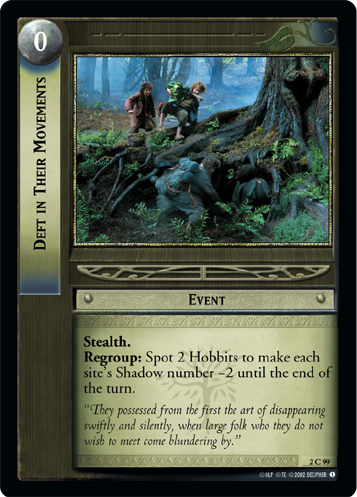 0
DEFT IN THEIR MOVEMENTS
EVENT
Stealth.
Regroup: Spot 2 Hobbits to make each
site's Shadow number –2 until the end of
the turn.
“They possessed from the first the art of disappearing
swiftly and silently, when large folk who they do not
wish to meet come blundering by.”
2 C 99
©NLP ©TE ©2002 DECIPHER 1